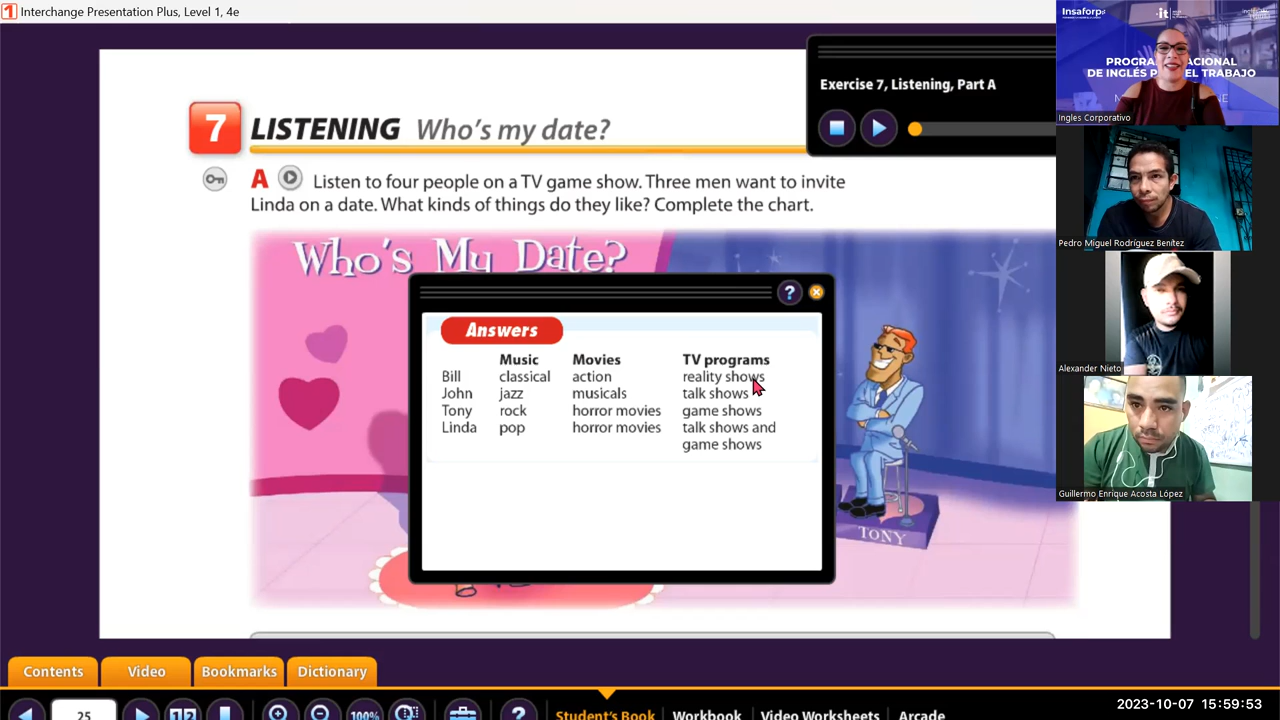 Interchange Presentation Plus, Level 1, 4e
Exercise 7, Listening, Part A
7 LISTENING Who's my date?
A Listen to four people on a TV game show. Three men want to invite
Linda on a date. What kinds of things do they like? Complete the chart.
Who's My Date?
?
Answers
Music Movies TV programs
Bill classical action reality shows
John jazz musicals talk shows
Tony rock horror movies game shows
Linda pop horror movies talk shows and
game shows
TONY
Insaforp
it
Ingles Corporativo
Pedro Miguel Rodríguez Benítez
Alexander Nieto
Guillermo Enrique Acosta López
Contents Video Bookmarks Dictionary
25 12 100% ? Student's Book Workbook Video Worksheets Arcade
2023-10-07 15:59:53